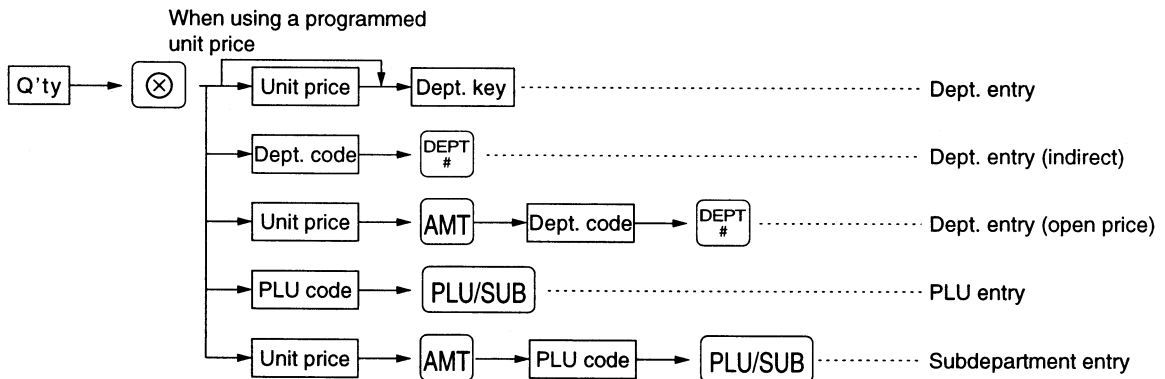 When using a programmed
unit price
Q'ty ⊗ Unit price Dept. key Dept. entry
Dept. code DEPT # Dept. entry (indirect)
Unit price AMT Dept. code DEPT # Dept. entry (open price)
PLU code PLU/SUB PLU entry
Unit price AMT PLU code PLU/SUB Subdepartment entry